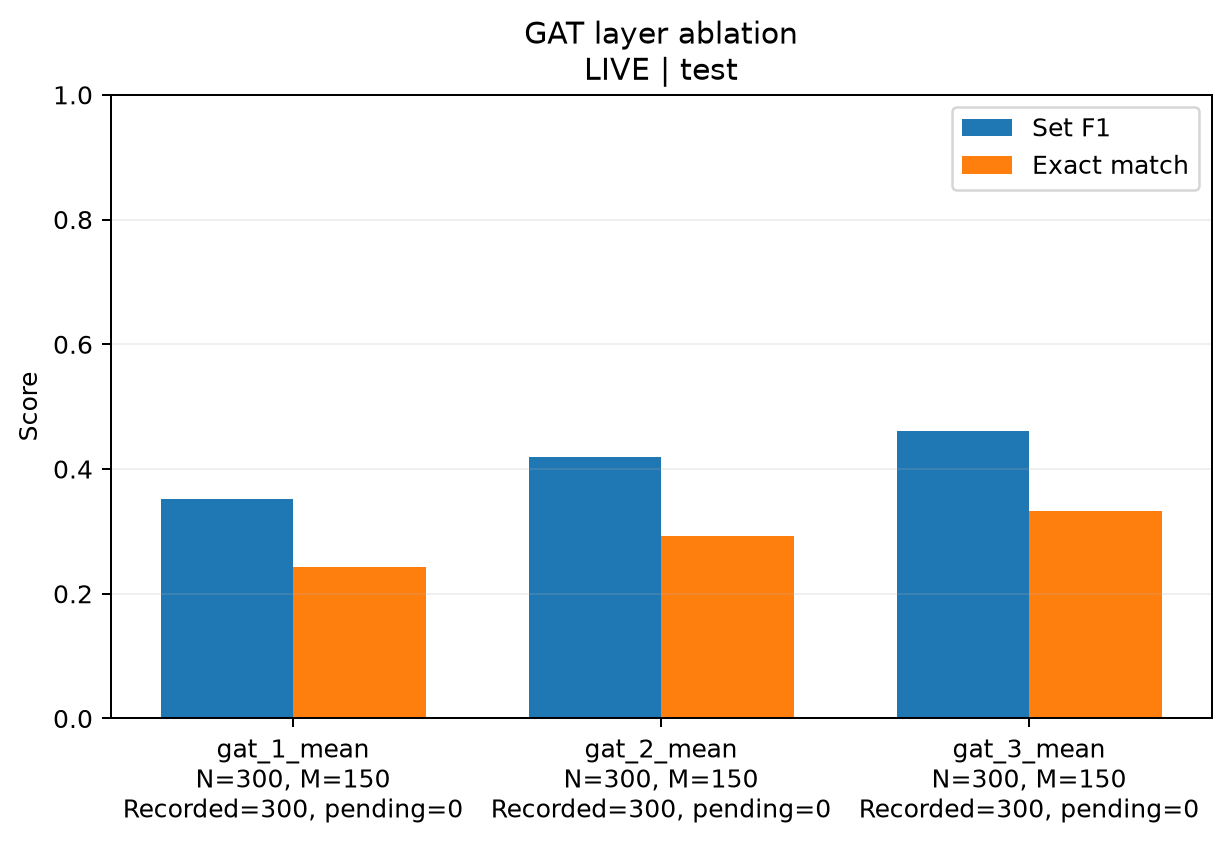 GAT layer ablation
LIVE | test
Set F1
Exact match
1.0
0.8
0.6
0.4
0.2
0.0
Score
gat_1_mean
N=300, M=150
Recorded=300, pending=0
gat_2_mean
N=300, M=150
Recorded=300, pending=0
gat_3_mean
N=300, M=150
Recorded=300, pending=0